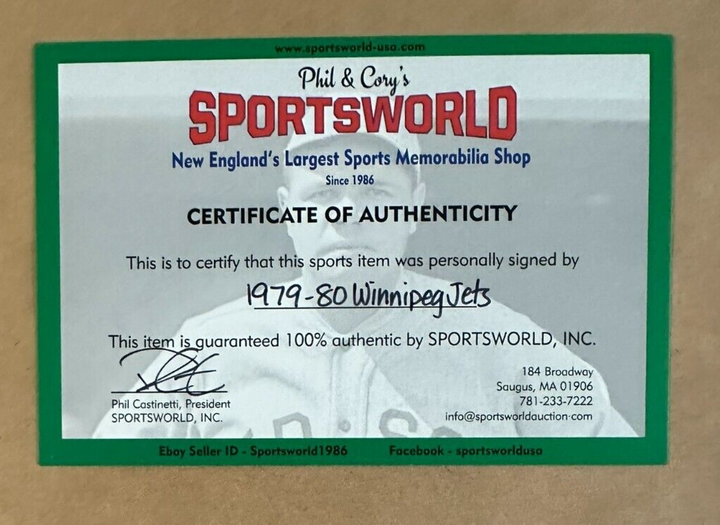 www.sportsworld-usa.com
Phil & Cory's
SPORTSWORLD
New England's Largest Sports Memorabilia Shop
Since 1986
CERTIFICATE OF AUTHENTICITY
This is to certify that this sports item was personally signed by
1979-80 Winnipeg Jets
This item is guaranteed 100% authentic by SPORTSWORLD, INC.
Phil Castinetti, President
SPORTSWORLD, INC.
184 Broadway
Saugus, MA 01906
781-233-7222
info@sportsworldauction.com
Ebay Seller ID - Sportsworld1986
Facebook - sportsworldusa